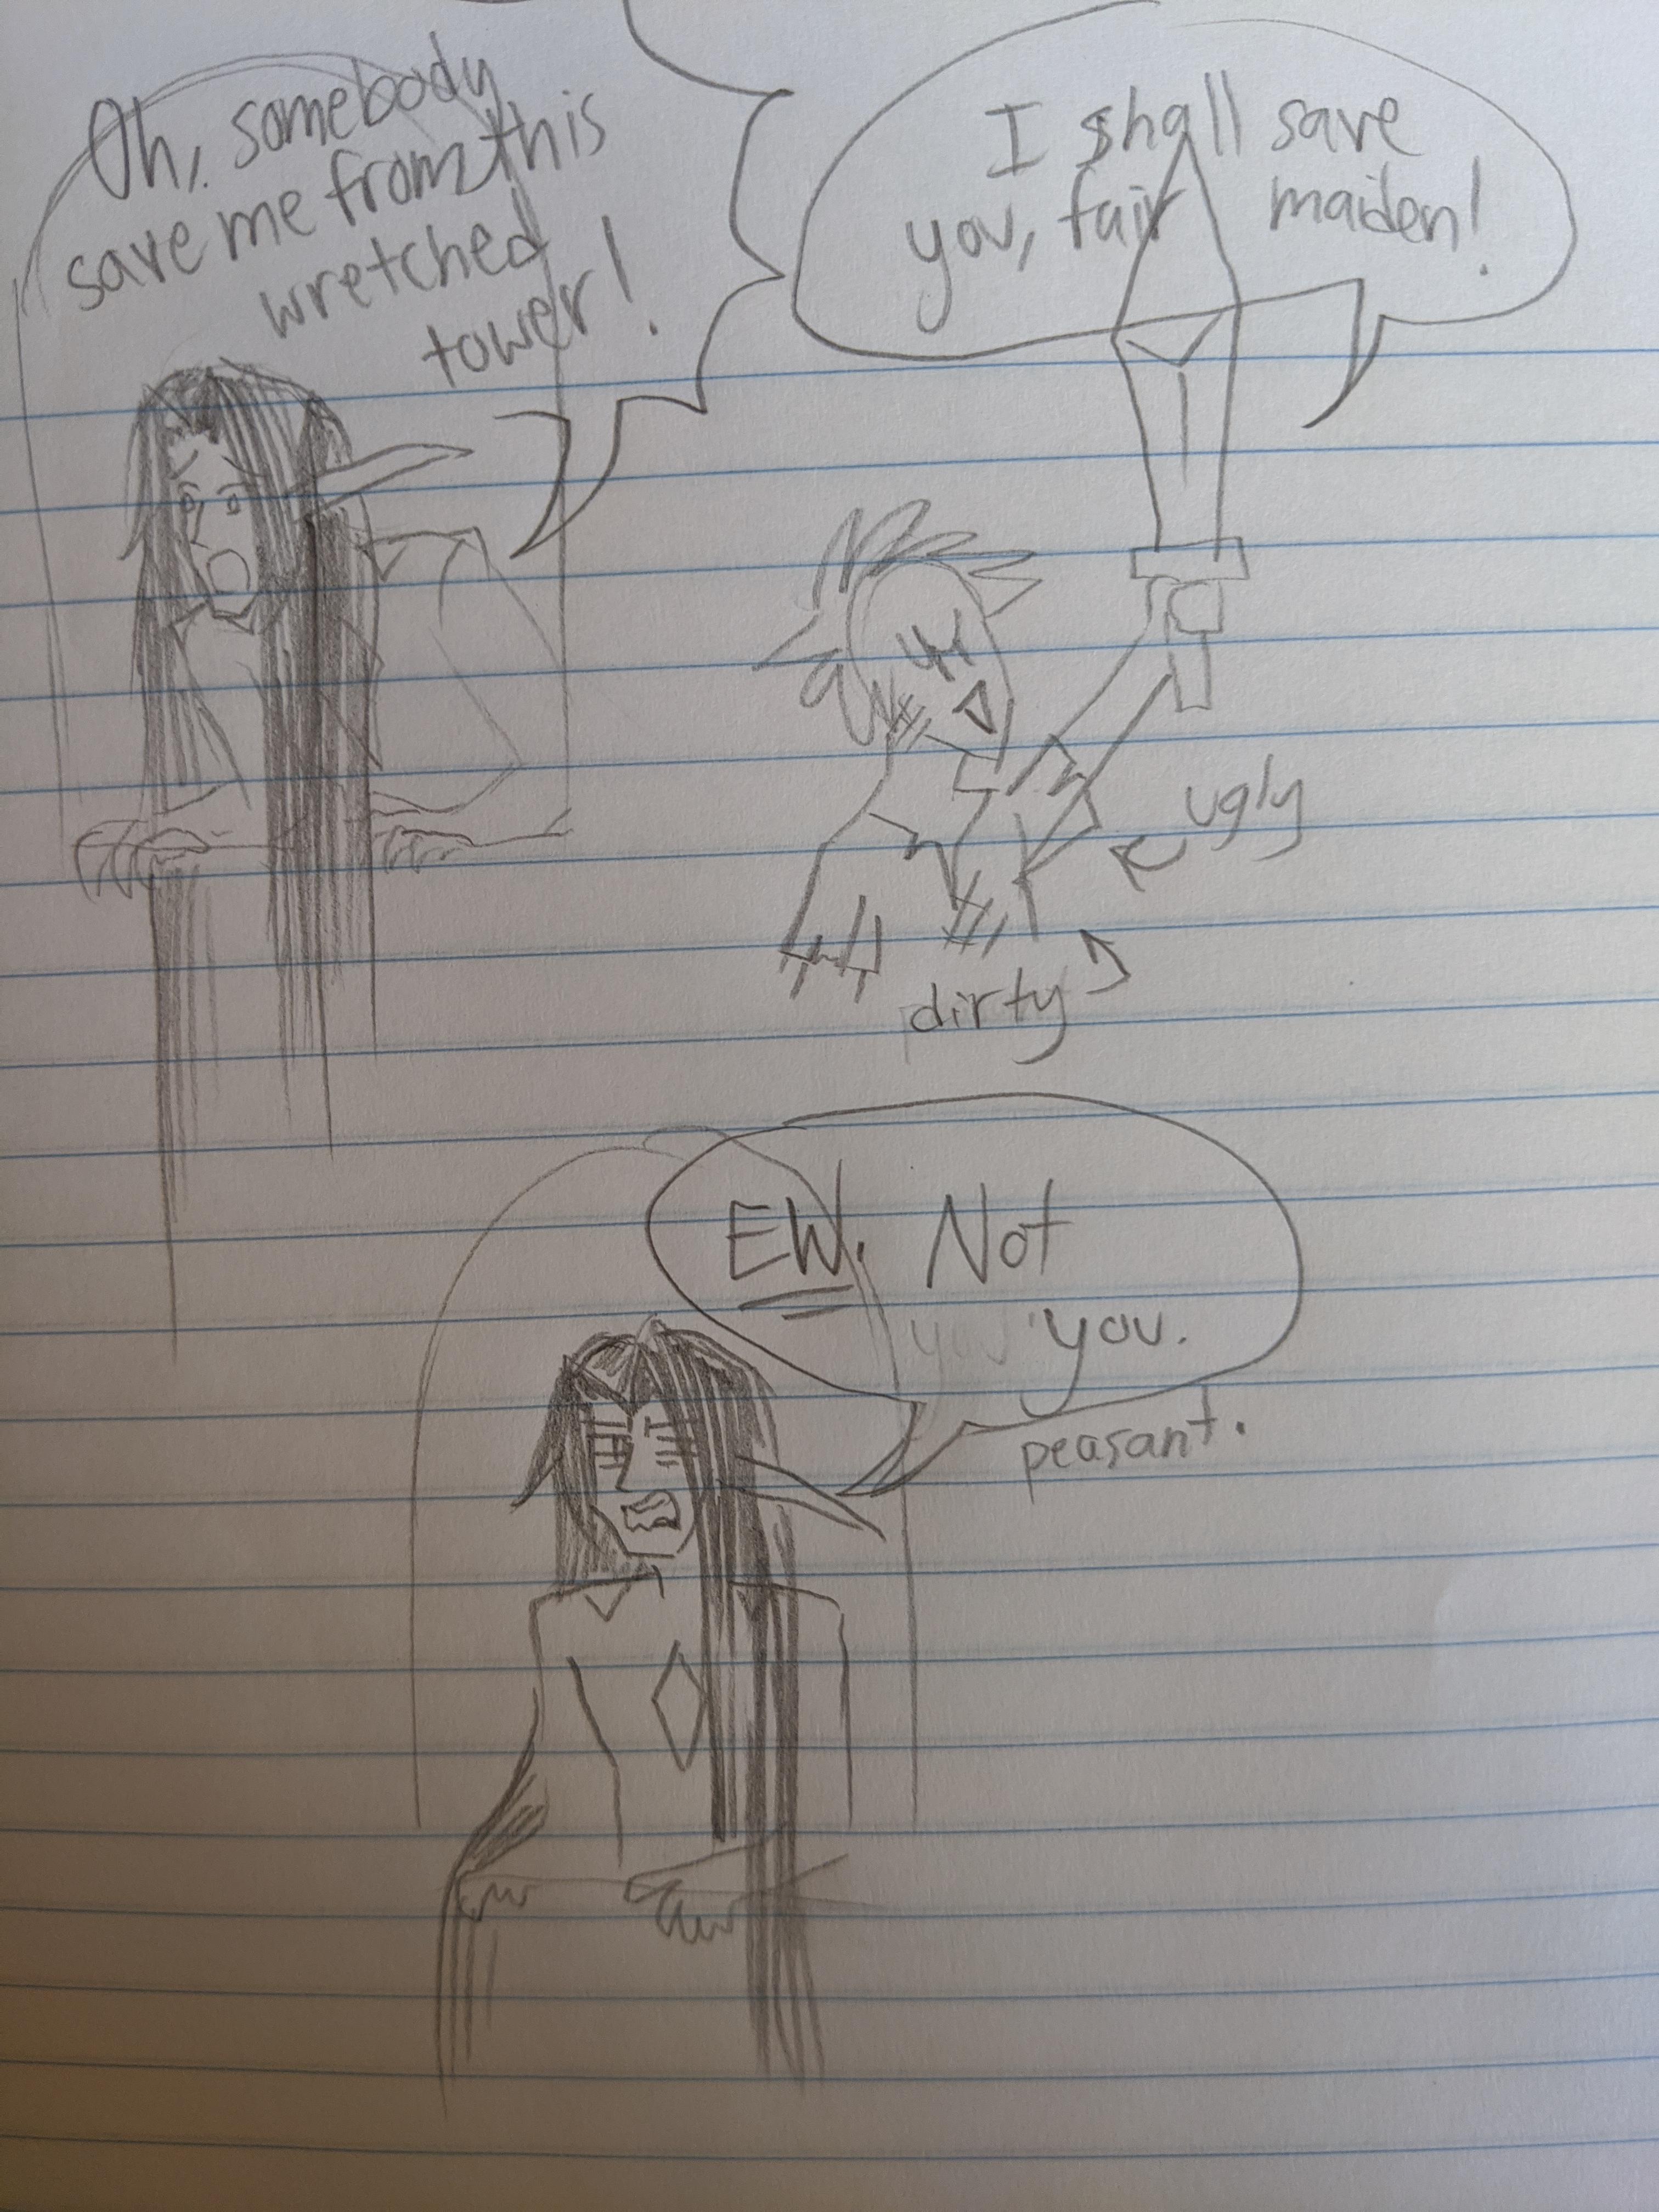 Oh, somebody
save me from this
wretched
tower!
I shall save
you, fair maiden!
ugly
dirty
EW. Not
you.
peasant.